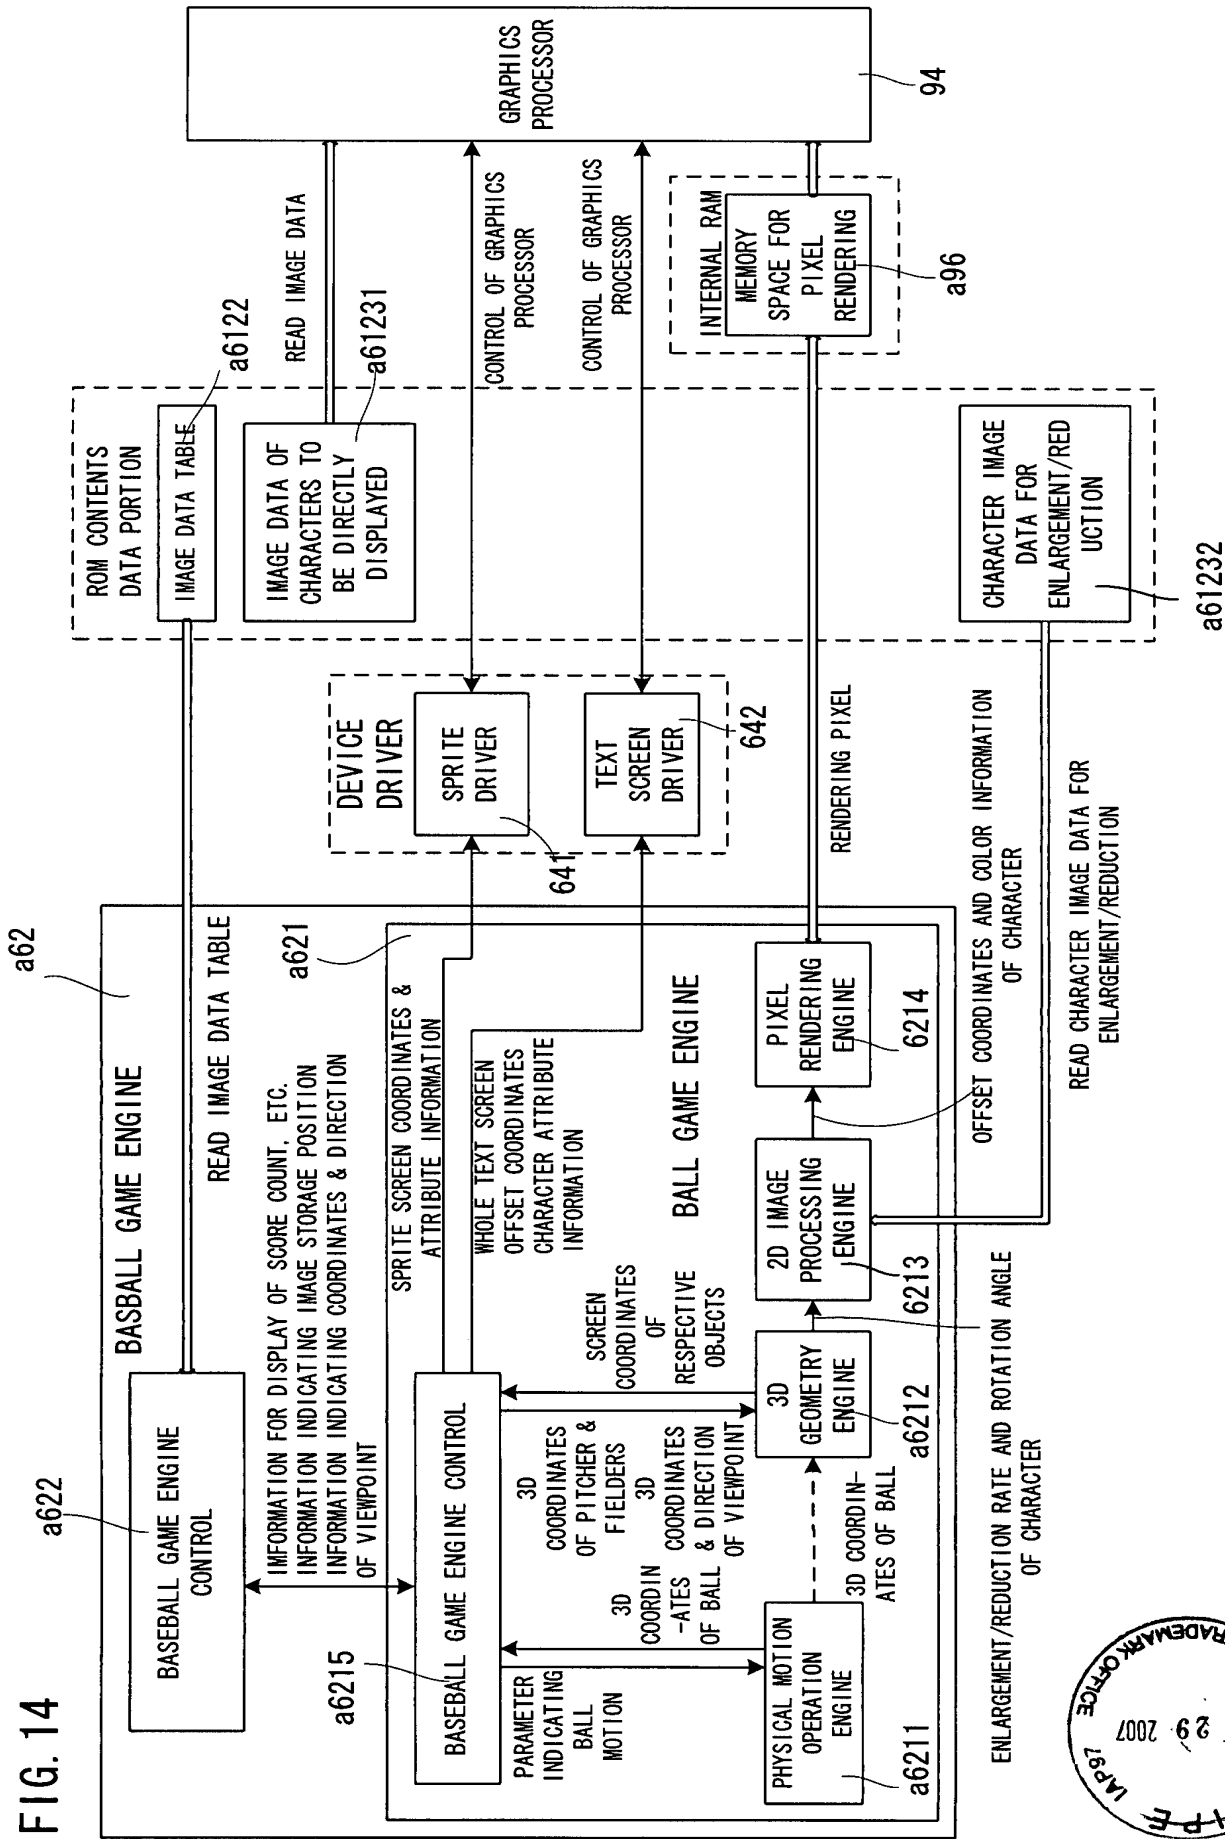 FIG. 14
a62
BASBALL GAME ENGINE
a622
BASEBALL GAME ENGINE
CONTROL
READ IMAGE DATA TABLE
IMFORMATION FOR DISPLAY OF SCORE COUNT, ETC.
INFORMATION INDICATING IMAGE STORAGE POSITION
INFORMATION INDICATING COORDINATES & DIRECTION
OF VIEWPOINT
a6215
BASEBALL GAME ENGINE CONTROL
a621
SPRITE SCREEN COORDINATES &
ATTRIBUTE INFORMATION
WHOLE TEXT SCREEN
OFFSET COORDINATES
CHARACTER ATTRIBUTE
INFORMATION
BALL GAME ENGINE
PARAMETER
INDICATING
BALL
MOTION
3D
COORDIN
-ATES
OF BALL
3D
COORDINATES
OF PITCHER &
FIELDERS
3D
COORDINATES
& DIRECTION
OF VIEWPOINT
SCREEN
COORDINATES
OF
RESPECTIVE
OBJECTS
PHYSICAL MOTION
OPERATION
ENGINE
a6211
3D COORDIN-
ATES OF BALL
3D
GEOMETRY
ENGINE
a6212
2D IMAGE
PROCESSING
ENGINE
6213
PIXEL
RENDERING
ENGINE
6214
ENLARGEMENT/REDUCTION RATE AND ROTATION ANGLE
OF CHARACTER
OFFSET COORDINATES AND COLOR INFORMATION
OF CHARACTER
READ CHARACTER IMAGE DATA FOR
ENLARGEMENT/REDUCTION
RENDERING PIXEL
DEVICE
DRIVER
SPRITE
DRIVER
641
TEXT
SCREEN
DRIVER
642
ROM CONTENTS
DATA PORTION
IMAGE DATA TABLE
a6122
IMAGE DATA OF
CHARACTERS TO
BE DIRECTLY
DISPLAYED
a61231
CHARACTER IMAGE
DATA FOR
ENLARGEMENT/RED
UCTION
a61232
READ IMAGE DATA
CONTROL OF GRAPHICS
PROCESSOR
CONTROL OF GRAPHICS
PROCESSOR
INTERNAL RAM
MEMORY
SPACE FOR
PIXEL
RENDERING
a96
GRAPHICS
PROCESSOR
94
IAP67
29 2007
OFFICE